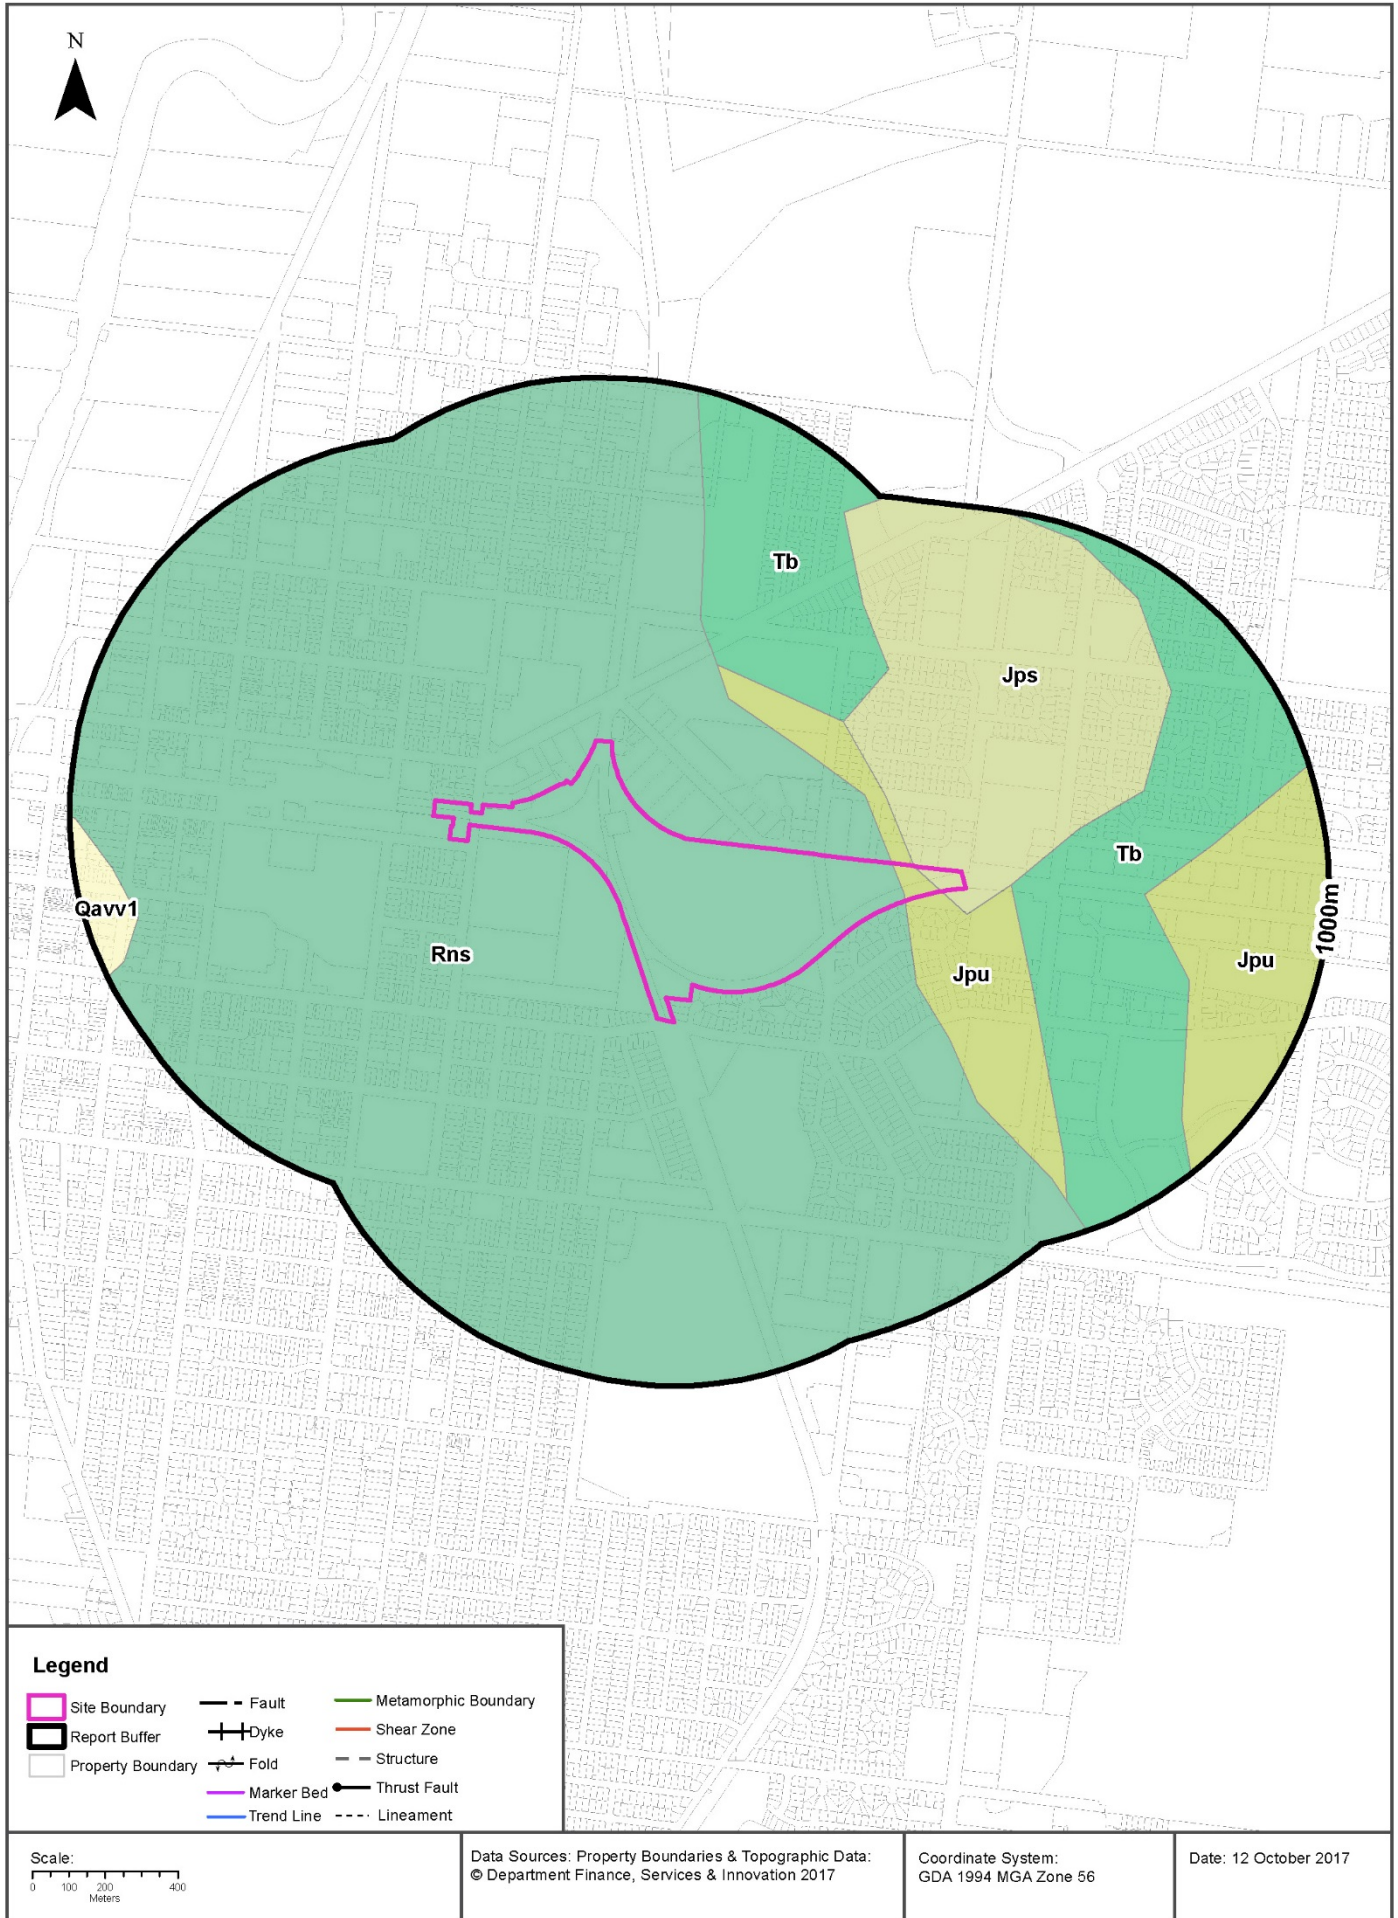 N
Tb
Jps
Tb
Qavv1
Rns
Jpu
Jpu
1000m
Legend
Site Boundary
Report Buffer
Property Boundary
Fault
Dyke
Fold
Marker Bed
Trend Line
Metamorphic Boundary
Shear Zone
Structure
Thrust Fault
Lineament
Scale:
0 100 200 400
Meters
Data Sources: Property Boundaries & Topographic Data:
© Department Finance, Services & Innovation 2017
Coordinate System:
GDA 1994 MGA Zone 56
Date: 12 October 2017